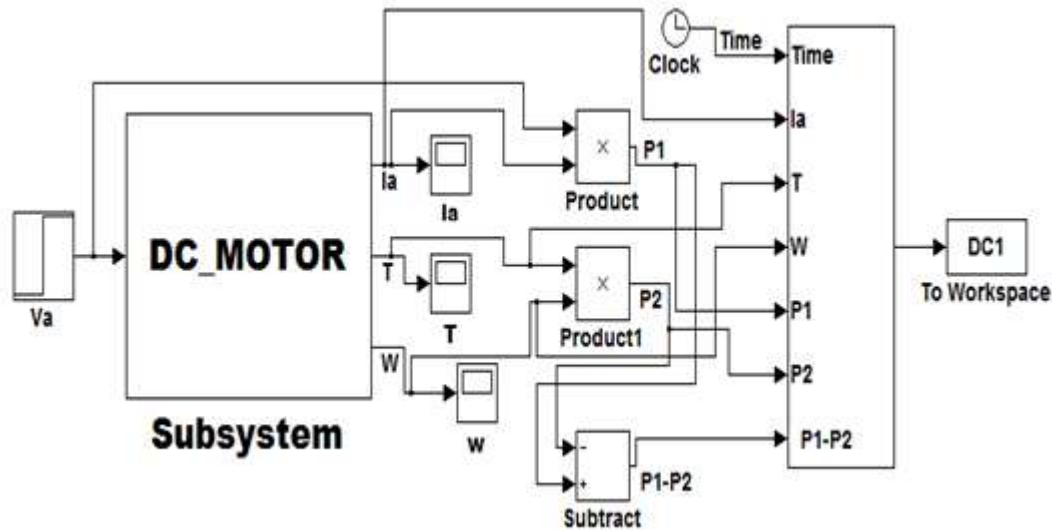 Time
Clock
Time
Ia
Ia
Ia
X
P1
Product
T
DC_MOTOR
T
T
X
P2
Product1
W
W
w
Va
Subsystem
P1
P2
P1-P2
-
+
P1-P2
Subtract
DC1
To Workspace